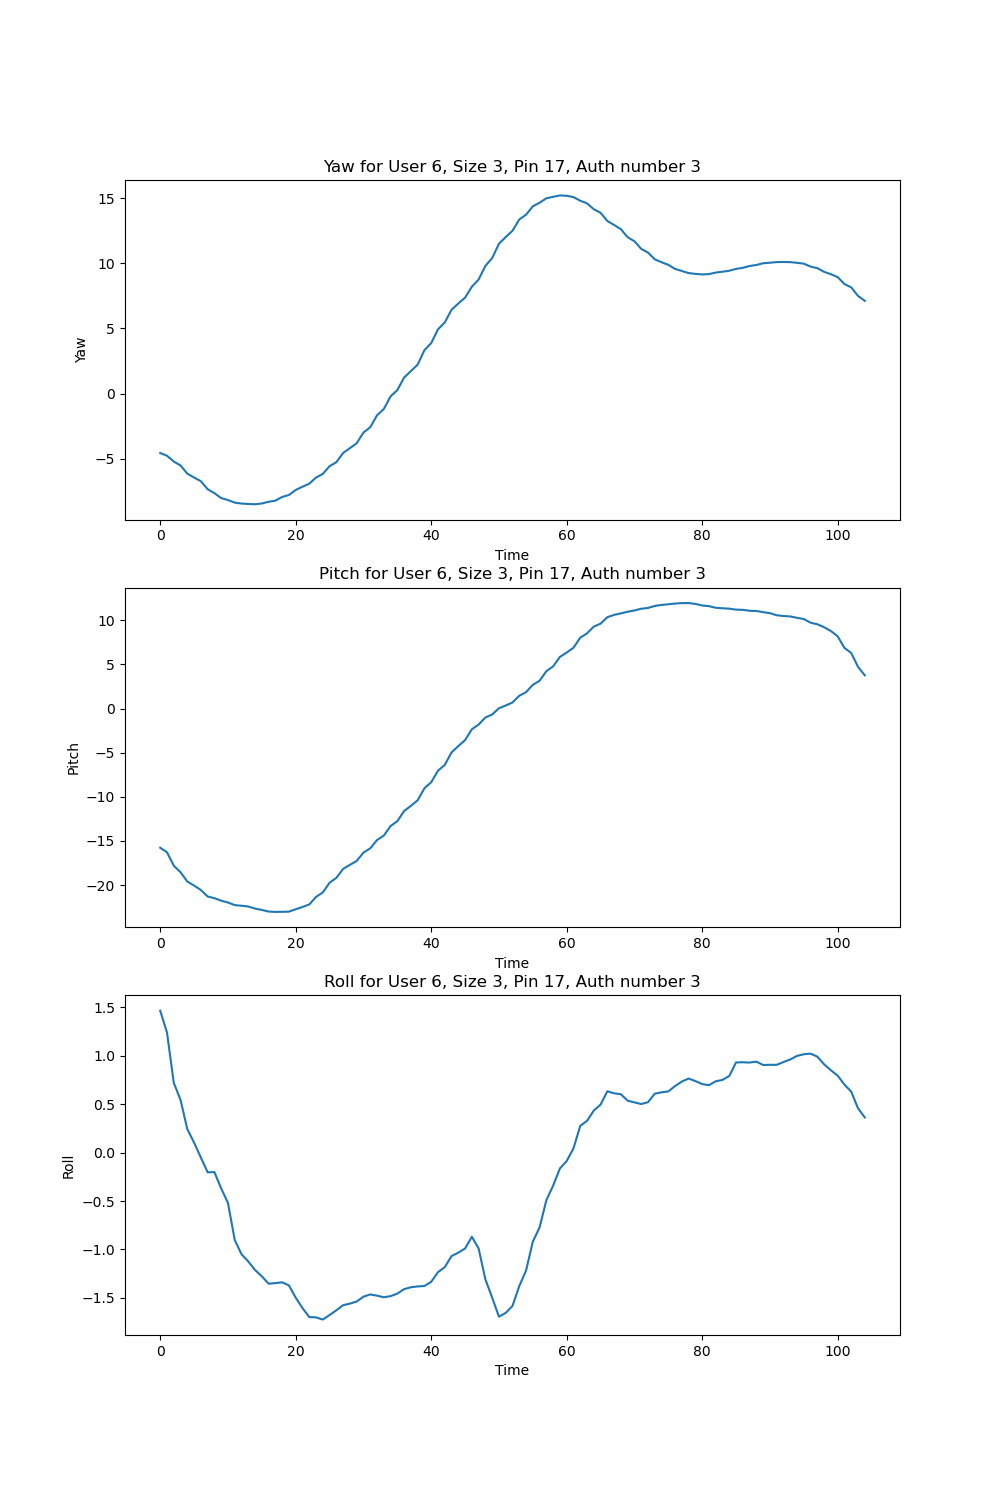 Yaw for User 6, Size 3, Pin 17, Auth number 3
15
10
5
0
−5
Yaw
0 20 40 60 80 100
Time
Pitch for User 6, Size 3, Pin 17, Auth number 3
10
5
0
−5
−10
−15
−20
Pitch
0 20 40 60 80 100
Time
Roll for User 6, Size 3, Pin 17, Auth number 3
1.5
1.0
0.5
0.0
−0.5
−1.0
−1.5
Roll
0 20 40 60 80 100
Time